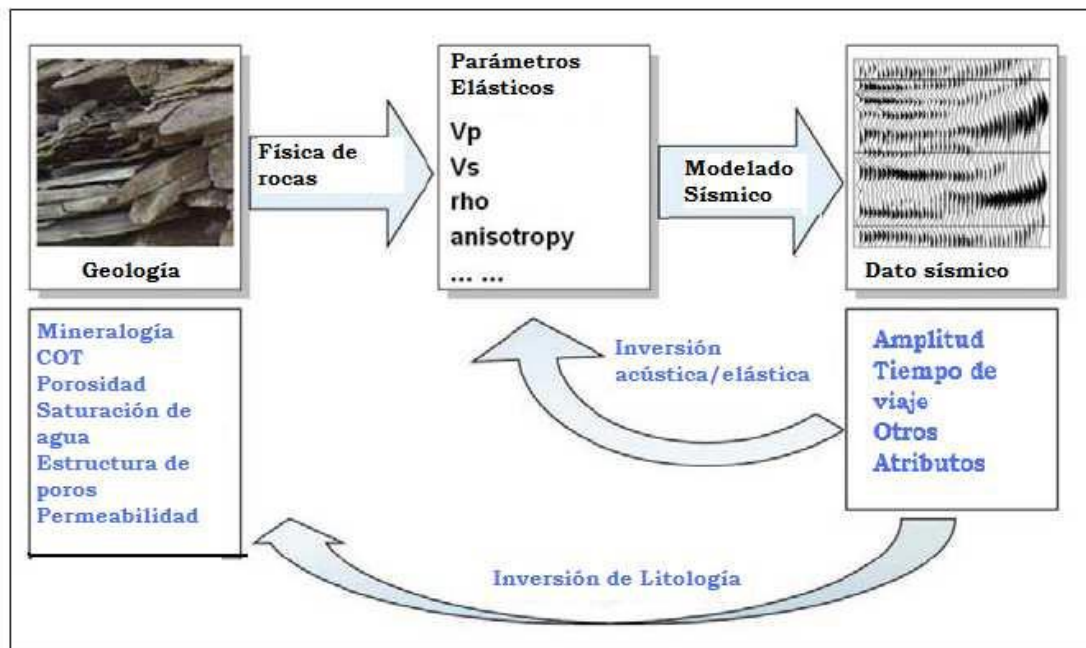 Geología
Física de
rocas
Parámetros
Elásticos
Vp
Vs
rho
anisotropy
... ...
Modelado
Sísmico
Dato sísmico
Mineralogía
COT
Porosidad
Saturación de
agua
Estructura de
poros
Permeabilidad
Inversión
acústica/elástica
Amplitud
Tiempo de
viaje
Otros
Atributos
Inversión de Litología